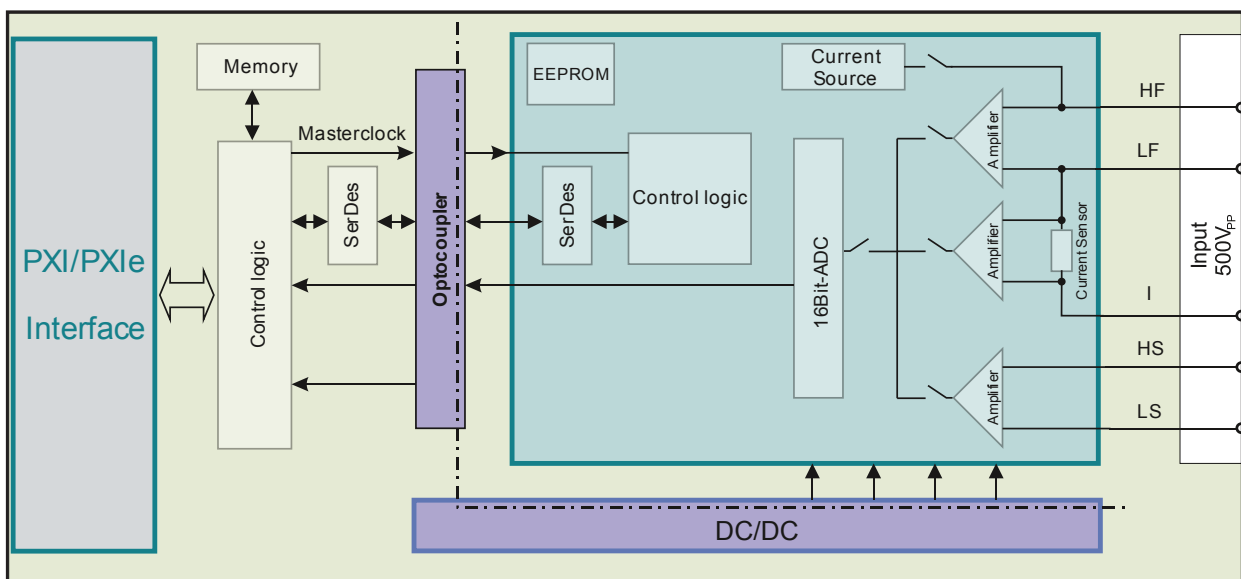 PXI/PXIe
Interface
Memory
Masterclock
Control logic
SerDes
Optocoupler
EEPROM
SerDes
Control logic
Current
Source
16Bit-ADC
Amplifier
Amplifier
Amplifier
Current Sensor
HF
LF
I
HS
LS
Input
500VPP
DC/DC